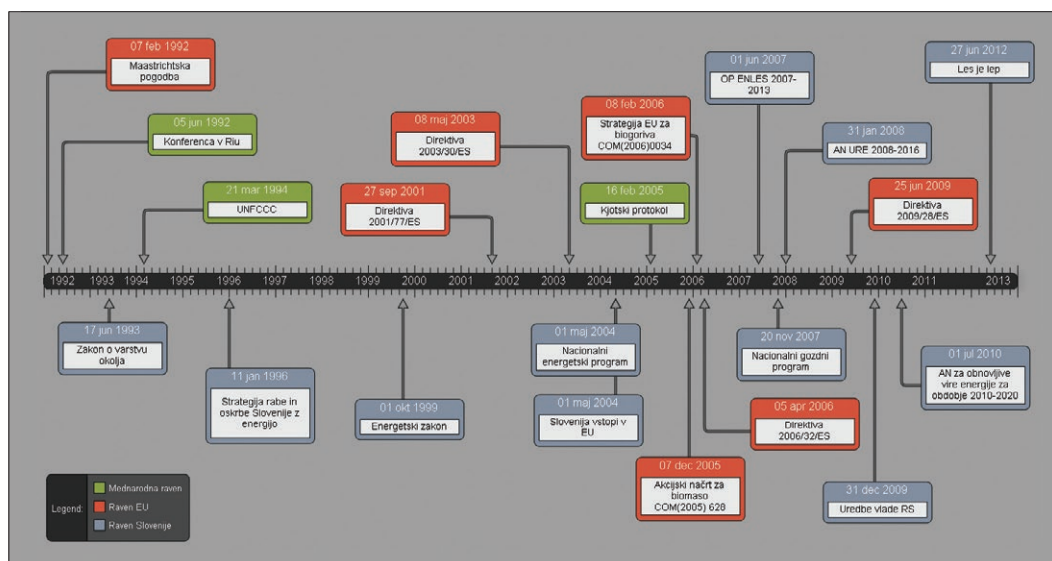 07 feb 1992
Maastrichtska
pogodba
05 jun 1992
Konferenca v Riu
21 mar 1994
UNFCCC
27 sep 2001
Direktiva
2001/77/ES
08 maj 2003
Direktiva
2003/30/ES
08 feb 2006
Strategija EU za
biogoriva
COM(2006)0034
16 feb 2005
Kjotski protokol
01 jun 2007
OP ENLES 2007-
2013
31 jan 2008
AN URE 2008-2016
25 jun 2009
Direktiva
2009/28/ES
27 jun 2012
Les je lep
1992 1993 1994 1995 1996 1997 1998 1999 2000 2001 2002 2003 2004 2005 2006 2007 2008 2009 2010 2011 2013
17 jun 1993
Zakon o varstvu
okolja
11 jan 1996
Strategija rabe in
oskrbe Slovenije z
energijo
01 okt 1999
Energetski zakon
01 maj 2004
Nacionalni
energetski program
01 maj 2004
Slovenija vstopi v
EU
07 dec 2005
Akcijski načrt za
biomaso
COM(2005) 628
05 apr 2006
Direktiva
2006/32/ES
20 nov 2007
Nacionalni gozdni
program
31 dec 2009
Uredbe vlade RS
01 jul 2010
AN za obnovljive
vire energije za
obdobje 2010-2020
Legend:
Mednarodna raven
Raven EU
Raven Slovenije